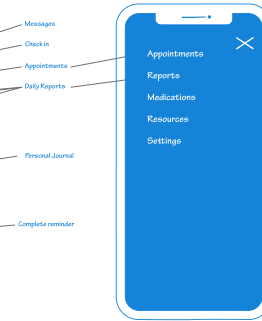 Messages
Check in
Appointments
Daily Reports
Personal Journal
Complete reminder
Appointments
Reports
Medications
Resources
Settings